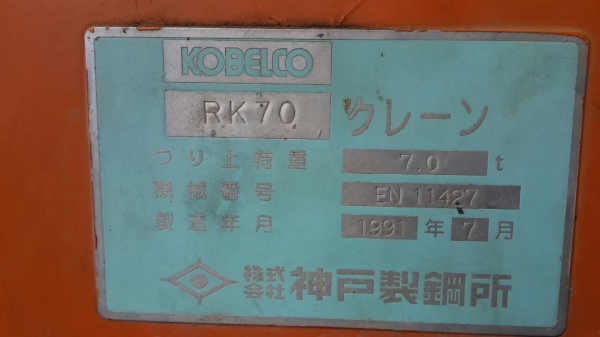 KOBELCO
RK70 クレーン
つり上荷重 7.0 t
機械番号 EN 11427
製造年月 1991 年 7 月
株式会社 神戸製鋼所